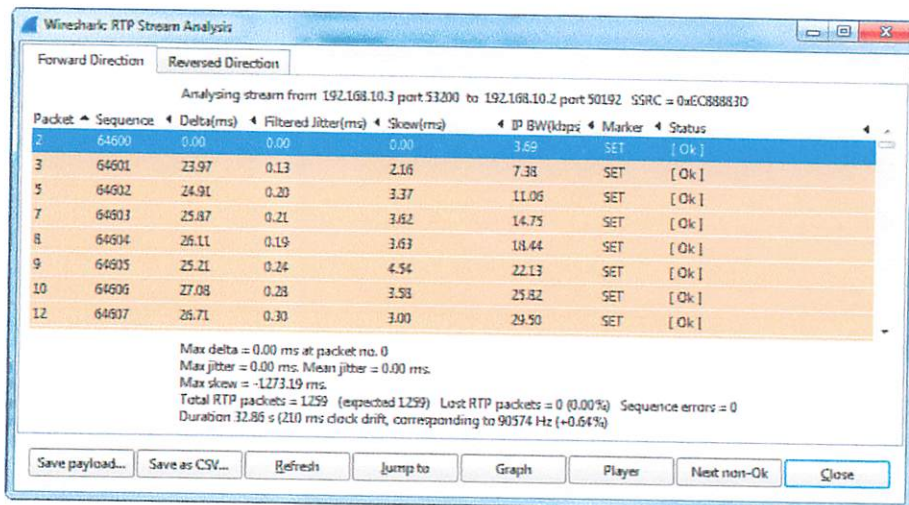 Wireshark: RTP Stream Analysis
Forward Direction Reversed Direction
Analysing stream from 192.168.10.3 port 53200 to 192.168.10.2 port 50192 SSRC = 0xEC88883D
Packet Sequence Delta(ms) Filtered Jitter(ms) Skew(ms) IP BW(kbps) Marker Status
2 64600 0.00 0.00 0.00 3.69 SET [ Ok ]
3 64601 23.97 0.13 2.16 7.38 SET [ Ok ]
5 64602 24.91 0.20 3.37 11.06 SET [ Ok ]
7 64603 25.87 0.21 3.62 14.75 SET [ Ok ]
8 64604 26.11 0.19 3.63 18.44 SET [ Ok ]
9 64605 25.21 0.24 4.54 22.13 SET [ Ok ]
10 64606 27.08 0.28 3.58 25.82 SET [ Ok ]
12 64607 26.71 0.30 3.00 29.50 SET [ Ok ]
Max delta = 0.00 ms at packet no. 0
Max jitter = 0.00 ms. Mean jitter = 0.00 ms.
Max skew = -1273.19 ms.
Total RTP packets = 1259 (expected 1259) Lost RTP packets = 0 (0.00%) Sequence errors = 0
Duration 32.86 s (210 ms clock drift, corresponding to 90574 Hz (+0.64%)
Save payload... Save as CSV... Refresh Jump to Graph Player Next non-Ok Close